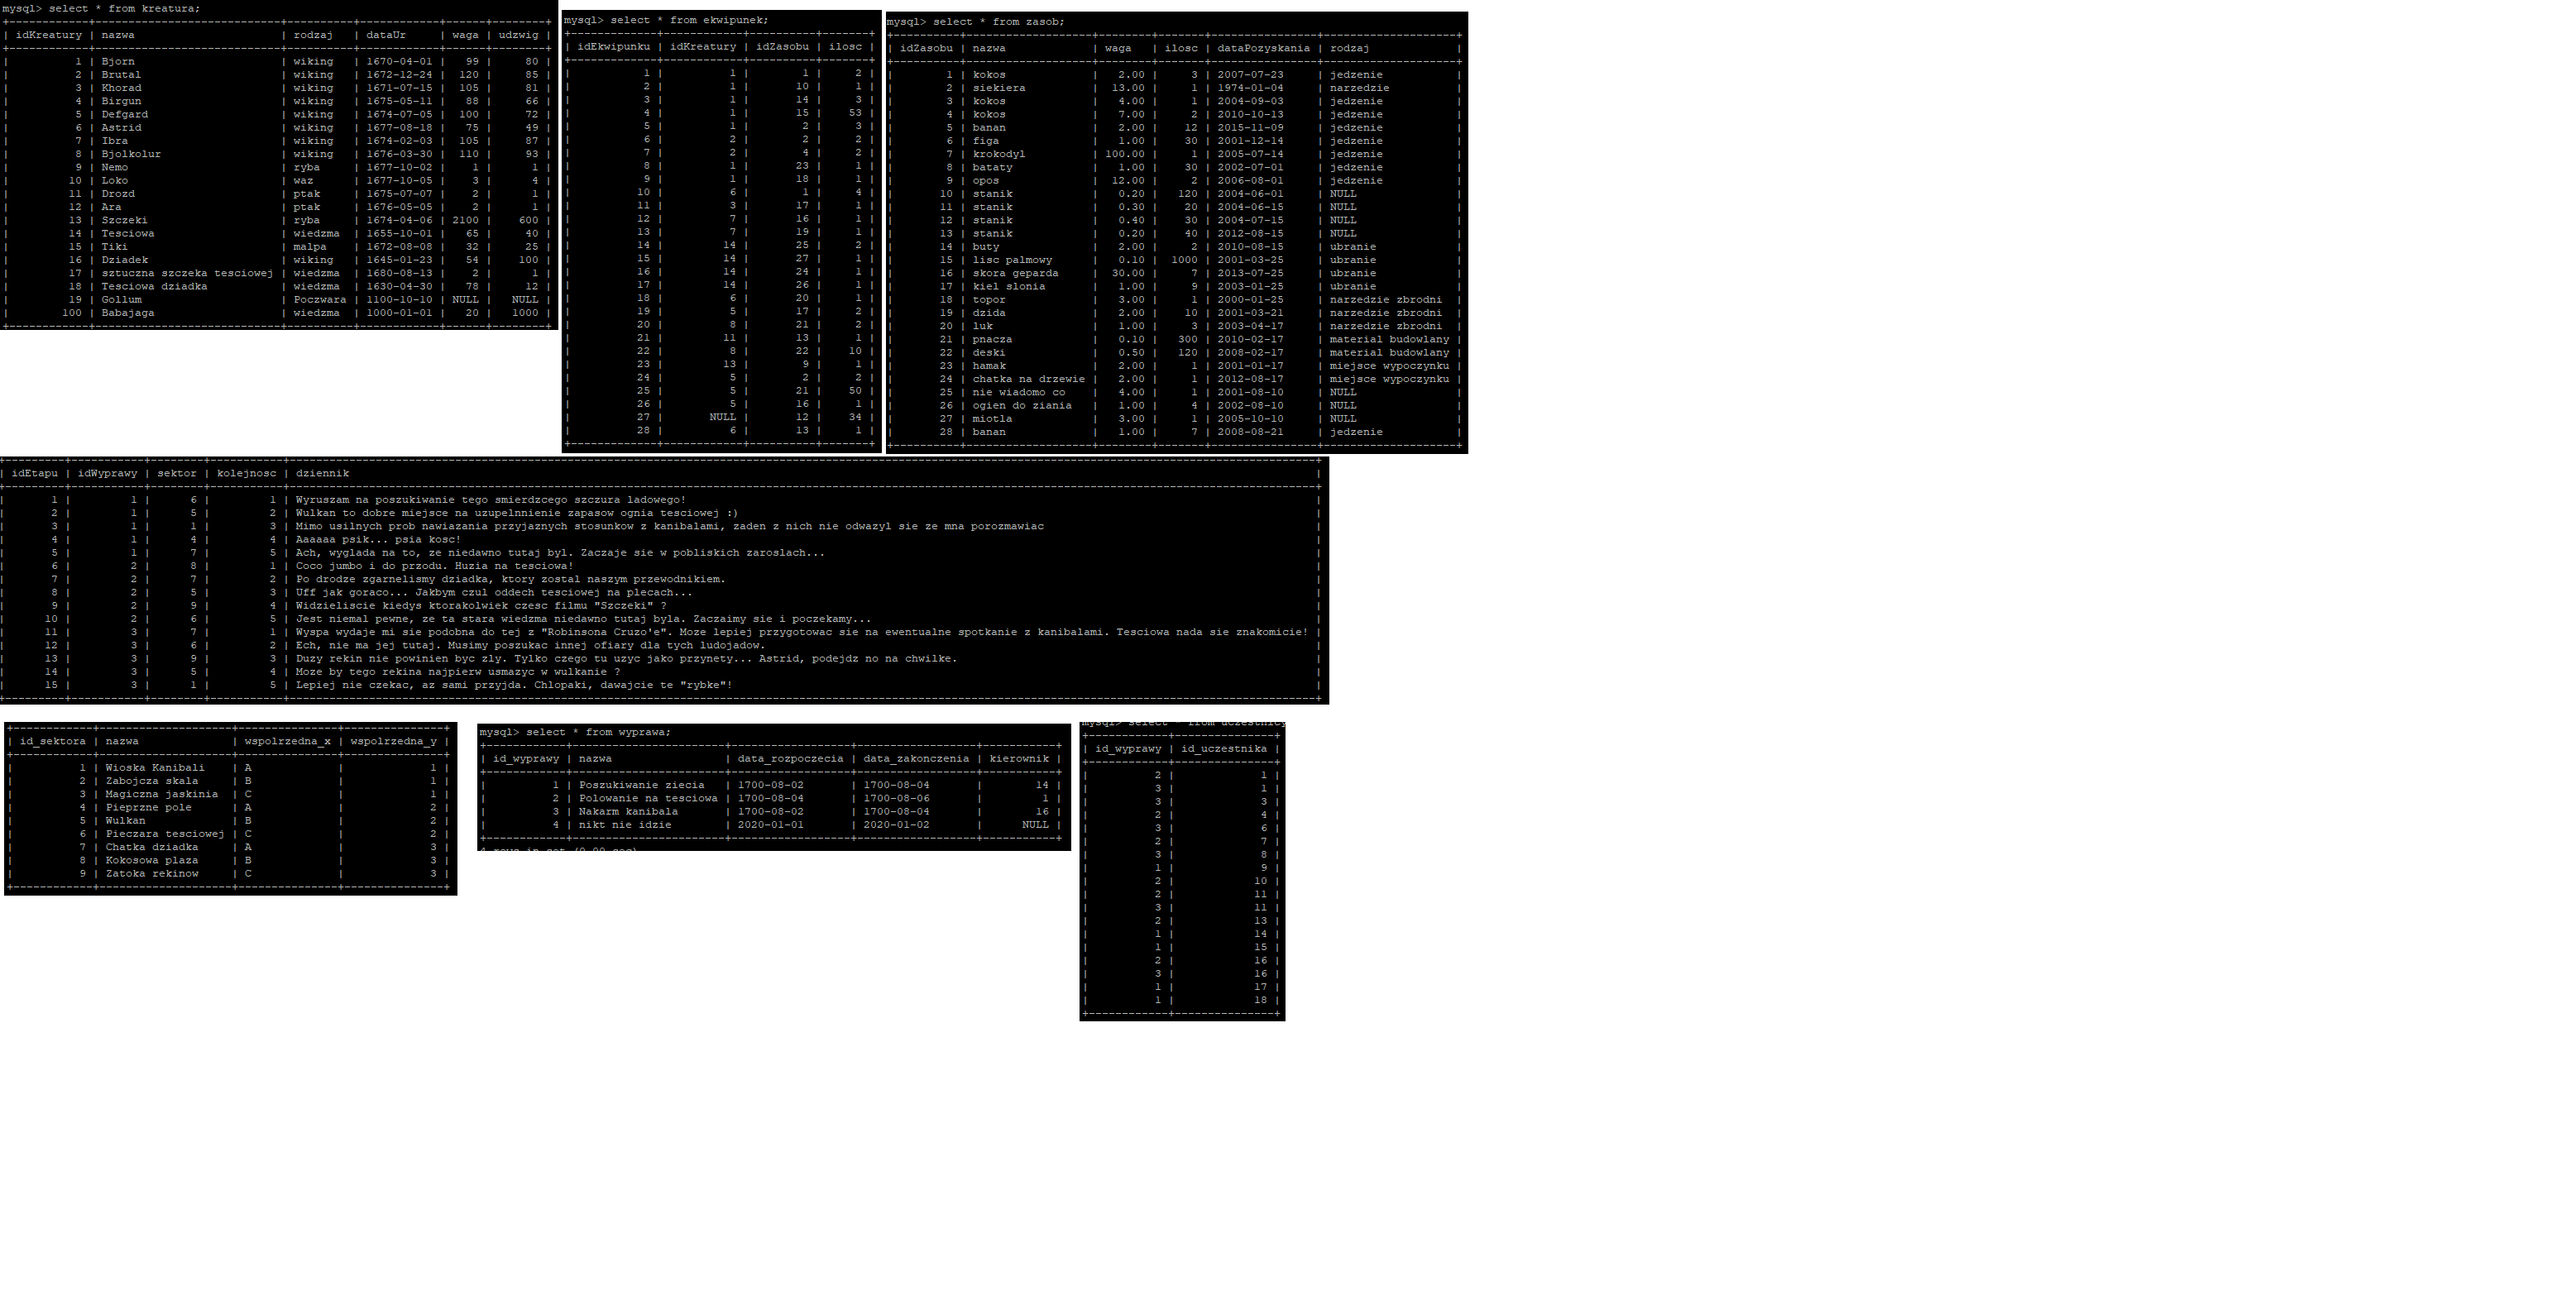 mysql> select * from kreatura;
+------------+---------------------------+----------+------------+------+--------+
| idKreatury | nazwa | rodzaj | dataUr | waga | udzwig |
+------------+---------------------------+----------+------------+------+--------+
| 1 | Bjorn | wiking | 1670-04-01 | 99 | 80 |
| 2 | Brutal | wiking | 1672-12-24 | 120 | 85 |
| 3 | Khorad | wiking | 1671-07-15 | 105 | 81 |
| 4 | Birgun | wiking | 1675-05-11 | 88 | 66 |
| 5 | Defgard | wiking | 1674-07-05 | 100 | 72 |
| 6 | Astrid | wiking | 1677-08-18 | 75 | 49 |
| 7 | Ibra | wiking | 1674-02-03 | 105 | 87 |
| 8 | Bjolkolur | wiking | 1676-03-30 | 110 | 93 |
| 9 | Nemo | ryba | 1677-10-02 | 1 | 1 |
| 10 | Loko | waz | 1677-10-05 | 3 | 4 |
| 11 | Drozd | ptak | 1675-07-07 | 2 | 1 |
| 12 | Ara | ptak | 1676-05-05 | 2 | 1 |
| 13 | Szczeki | ryba | 1674-04-06 | 2100 | 600 |
| 14 | Tesciowa | wiedzma | 1655-10-01 | 65 | 40 |
| 15 | Tiki | malpa | 1672-08-08 | 32 | 25 |
| 16 | Dziadek | wiking | 1645-01-23 | 54 | 100 |
| 17 | sztuczna szczeka tesciowej | wiedzma | 1680-08-13 | 2 | 1 |
| 18 | Tesciowa dziadka | wiedzma | 1630-04-30 | 78 | 12 |
| 19 | Gollum | Poczwara | 1100-10-10 | NULL | NULL |
| 100 | Babajaga | wiedzma | 1000-01-01 | 20 | 1000 |
mysql> select * from ekwipunek;
| idEkwipunku | idKreatury | idZasobu | ilosc |
| 1 | 1 | 1 | 2 |
| 2 | 1 | 10 | 1 |
| 3 | 1 | 14 | 3 |
| 4 | 1 | 15 | 53 |
| 5 | 1 | 2 | 3 |
| 6 | 2 | 2 | 2 |
| 7 | 2 | 4 | 2 |
| 8 | 1 | 23 | 1 |
| 9 | 1 | 18 | 1 |
| 10 | 6 | 1 | 4 |
| 11 | 3 | 17 | 1 |
| 12 | 7 | 16 | 1 |
| 13 | 7 | 19 | 1 |
| 14 | 14 | 25 | 2 |
| 15 | 14 | 27 | 1 |
| 16 | 14 | 24 | 1 |
| 17 | 14 | 26 | 1 |
| 18 | 6 | 20 | 1 |
| 19 | 5 | 17 | 2 |
| 20 | 8 | 21 | 2 |
| 21 | 11 | 13 | 1 |
| 22 | 8 | 22 | 10 |
| 23 | 13 | 9 | 1 |
| 24 | 5 | 2 | 2 |
| 25 | 5 | 21 | 50 |
| 26 | 5 | 16 | 1 |
| 27 | NULL | 12 | 34 |
| 28 | 6 | 13 | 1 |
mysql> select * from zasob;
| idZasobu | nazwa | waga | ilosc | dataPozyskania | rodzaj |
| 1 | kokos | 2.00 | 3 | 2007-07-23 | jedzenie |
| 2 | siekiera | 13.00 | 1 | 1974-01-04 | narzedzie |
| 3 | kokos | 4.00 | 1 | 2004-09-03 | jedzenie |
| 4 | kokos | 7.00 | 2 | 2010-10-13 | jedzenie |
| 5 | banan | 2.00 | 12 | 2015-11-09 | jedzenie |
| 6 | figa | 1.00 | 30 | 2001-12-14 | jedzenie |
| 7 | krokodyl | 100.00 | 1 | 2005-07-14 | jedzenie |
| 8 | bataty | 1.00 | 30 | 2002-07-01 | jedzenie |
| 9 | opos | 12.00 | 2 | 2006-08-01 | jedzenie |
| 10 | stanik | 0.20 | 120 | 2004-06-01 | NULL |
| 11 | stanik | 0.30 | 20 | 2004-06-15 | NULL |
| 12 | stanik | 0.40 | 30 | 2004-07-15 | NULL |
| 13 | stanik | 0.20 | 40 | 2012-08-15 | NULL |
| 14 | buty | 2.00 | 2 | 2010-08-15 | ubranie |
| 15 | lisc palmowy | 0.10 | 1000 | 2001-03-25 | ubranie |
| 16 | skora geparda | 30.00 | 7 | 2013-07-25 | ubranie |
| 17 | kiel slonia | 1.00 | 9 | 2003-01-25 | ubranie |
| 18 | topor | 3.00 | 1 | 2000-01-25 | narzedzie zbrodni |
| 19 | dzida | 2.00 | 10 | 2001-03-21 | narzedzie zbrodni |
| 20 | luk | 1.00 | 3 | 2003-04-17 | narzedzie zbrodni |
| 21 | pnacza | 0.10 | 300 | 2010-02-17 | material budowlany |
| 22 | deski | 0.50 | 120 | 2008-02-17 | material budowlany |
| 23 | hamak | 2.00 | 1 | 2001-01-17 | miejsce wypoczynku |
| 24 | chatka na drzewie | 2.00 | 1 | 2012-08-17 | miejsce wypoczynku |
| 25 | nie wiadomo co | 4.00 | 1 | 2001-08-10 | NULL |
| 26 | ogien do ziania | 1.00 | 4 | 2002-08-10 | NULL |
| 27 | miotla | 3.00 | 1 | 2005-10-10 | NULL |
| 28 | banan | 1.00 | 7 | 2008-08-21 | jedzenie |
| idEtapu | idWyprawy | sektor | kolejnosc | dziennik |
| 1 | 1 | 6 | 1 | Wyruszam na poszukiwanie tego smierdzcego szczura ladowego! |
| 2 | 1 | 5 | 2 | Wulkan to dobre miejsce na uzupelnnienie zapasow ognia tesciowej :) |
| 3 | 1 | 1 | 3 | Mimo usilnych prob nawiazania przyjaznych stosunkow z kanibalami, zaden z nich nie odwazyl sie ze mna porozmawiac |
| 4 | 1 | 4 | 4 | Aaaaaa psik... psia kosc! |
| 5 | 1 | 7 | 5 | Ach, wyglada na to, ze niedawno tutaj byl. Zaczaje sie w pobliskich zaroslach... |
| 6 | 2 | 8 | 1 | Coco jumbo i do przodu. Huzia na tesciowa! |
| 7 | 2 | 7 | 2 | Po drodze zgarnelismy dziadka, ktory zostal naszym przewodnikiem. |
| 8 | 2 | 5 | 3 | Uff jak goraco... Jakbym czul oddech tesciowej na plecach... |
| 9 | 2 | 9 | 4 | Widzieliscie kiedys ktorakolwiek czesc filmu "Szczeki" ? |
| 10 | 2 | 6 | 5 | Jest niemal pewne, ze ta stara wiedzma niedawno tutaj byla. Zaczaimy sie i poczekamy... |
| 11 | 3 | 7 | 1 | Wyspa wydaje mi sie podobna do tej z "Robinsona Cruzo'e". Moze lepiej przygotowac sie na ewentualne spotkanie z kanibalami. Tesciowa nada sie znakomicie! |
| 12 | 3 | 6 | 2 | Ech, nie ma jej tutaj. Musimy poszukac innej ofiary dla tych ludojadow. |
| 13 | 3 | 9 | 3 | Duzy rekin nie powinien byc zly. Tylko czego tu uzyc jako przynety... Astrid, podejdz no na chwilke. |
| 14 | 3 | 5 | 4 | Moze by tego rekina najpierw usmazyc w wulkanie ? |
| 15 | 3 | 1 | 5 | Lepiej nie czekac, az sami przyjda. Chlopaki, dawajcie te "rybke"! |
| id_sektora | nazwa | wspolrzedna_x | wspolrzedna_y |
| 1 | Wioska Kanibali | A | 1 |
| 2 | Zabojcza skala | B | 1 |
| 3 | Magiczna jaskinia | C | 1 |
| 4 | Pieprzne pole | A | 2 |
| 5 | Wulkan | B | 2 |
| 6 | Pieczara tesciowej | C | 2 |
| 7 | Chatka dziadka | A | 3 |
| 8 | Kokosowa plaza | B | 3 |
| 9 | Zatoka rekinow | C | 3 |
mysql> select * from wyprawa;
| id_wyprawy | nazwa | data_rozpoczecia | data_zakonczenia | kierownik |
| 1 | Poszukiwanie ziecia | 1700-08-02 | 1700-08-04 | 14 |
| 2 | Polowanie na tesciowa | 1700-08-04 | 1700-08-06 | 1 |
| 3 | Nakarm kanibala | 1700-08-02 | 1700-08-04 | 16 |
| 4 | nikt nie idzie | 2020-01-01 | 2020-01-02 | NULL |
4 rows in set (0.00 sec)
mysql> select * from uczestnicy
| id_wyprawy | id_uczestnika |
| 2 | 1 |
| 3 | 1 |
| 3 | 3 |
| 2 | 4 |
| 3 | 6 |
| 2 | 7 |
| 3 | 8 |
| 1 | 9 |
| 2 | 10 |
| 2 | 11 |
| 3 | 11 |
| 2 | 13 |
| 1 | 14 |
| 1 | 15 |
| 2 | 16 |
| 3 | 16 |
| 1 | 17 |
| 1 | 18 |